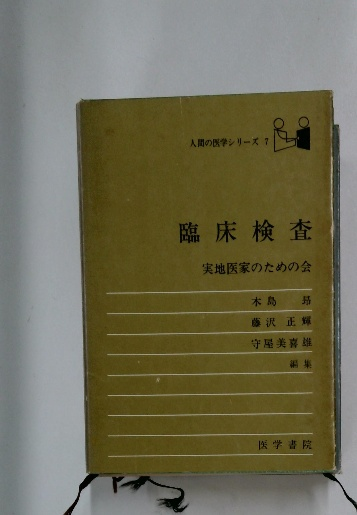 人間の医学シリーズ 7
臨床検査
実地医家のための会
木島 昻
藤沢 正輝
守屋美喜雄
編集
医学書院